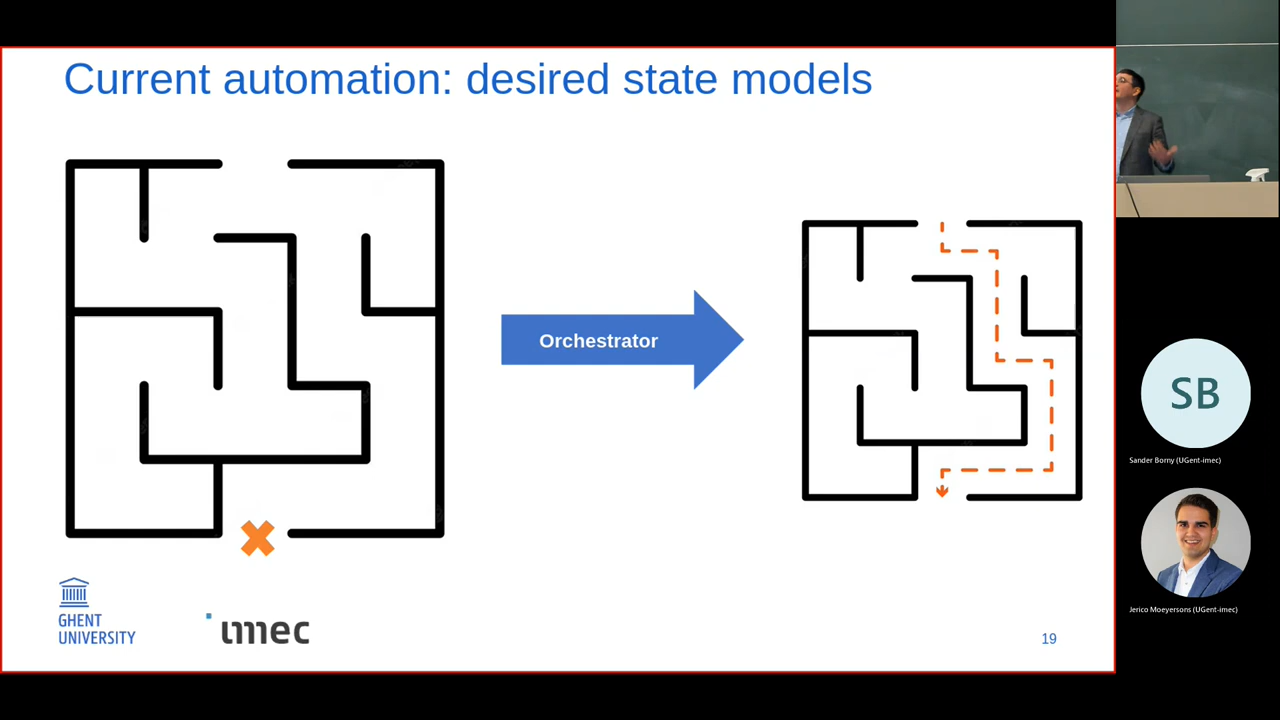 Current automation: desired state models
Orchestrator
SB
Sander Borny (UGent-imec)
Jerico Moeyersons (UGent-imec)
GHENT
UNIVERSITY
imec
19